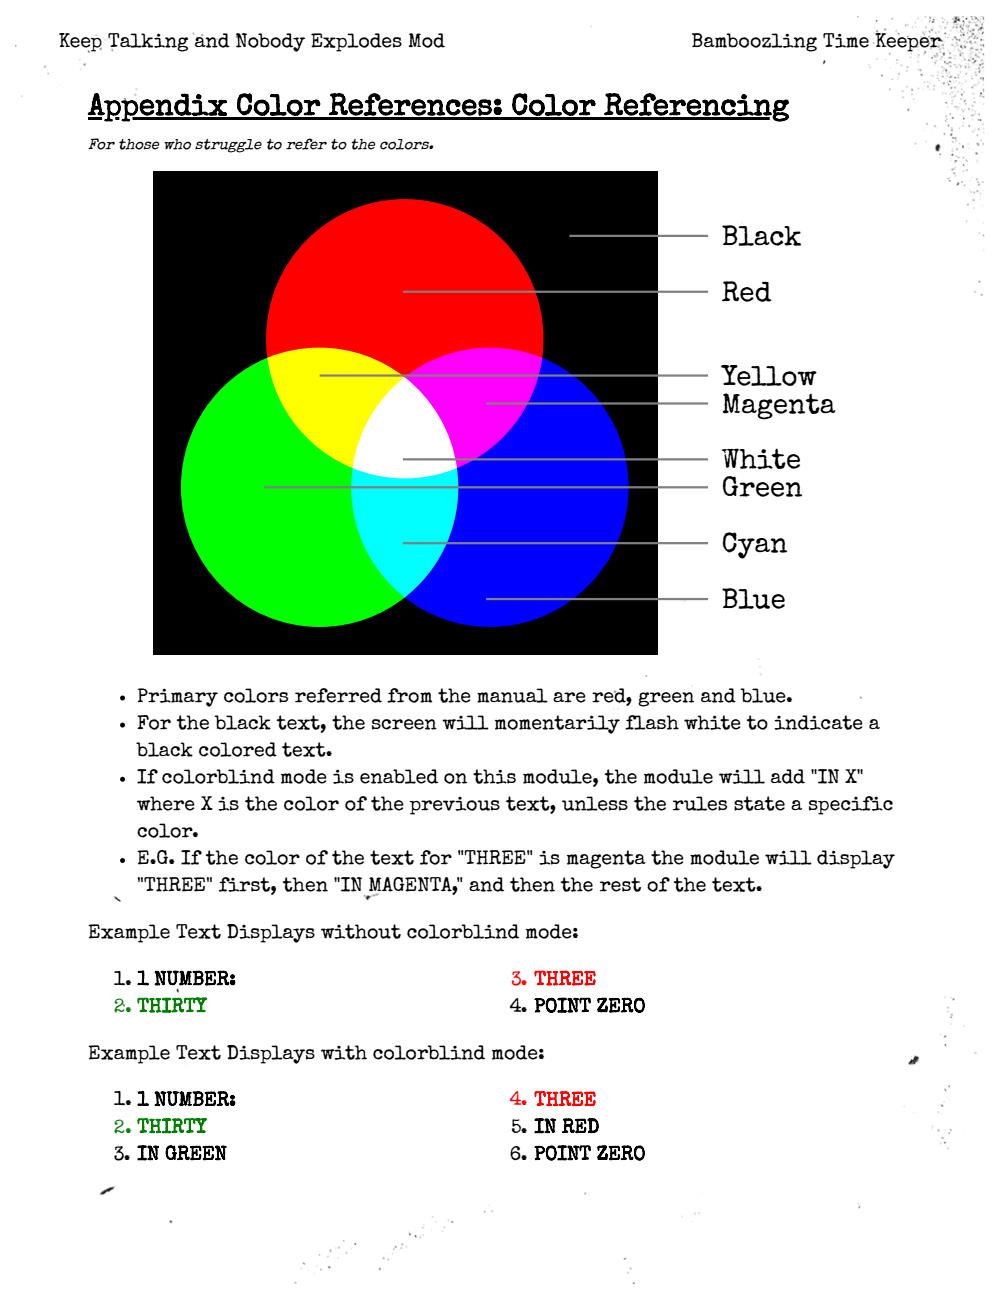 Keep Talking and Nobody Explodes Mod
Bamboozling Time Keeper
Appendix Color References: Color Referencing
For those who struggle to refer to the colors.
Black
Red
Yellow
Magenta
White
Green
Cyan
Blue
• Primary colors referred from the manual are red, green and blue.
• For the black text, the screen will momentarily flash white to indicate a
black colored text.
• If colorblind mode is enabled on this module, the module will add "IN X"
where X is the color of the previous text, unless the rules state a specific
color.
• E.G. If the color of the text for "THREE" is magenta the module will display
"THREE" first, then "IN MAGENTA," and then the rest of the text.
Example Text Displays without colorblind mode:
1. 1 NUMBER:
2. THIRTY
3. THREE
4. POINT ZERO
Example Text Displays with colorblind mode:
1. 1 NUMBER:
2. THIRTY
3. IN GREEN
4. THREE
5. IN RED
6. POINT ZERO